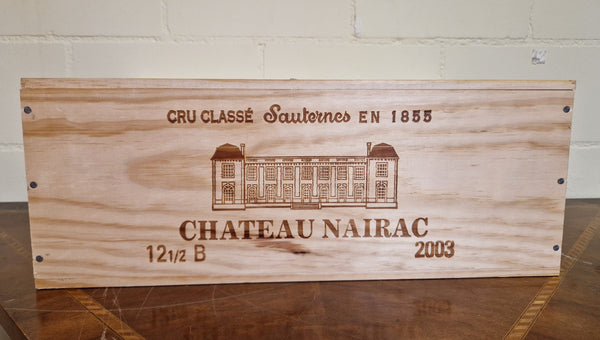 CRU CLASSÉ Sauternes EN 1855
CHATEAU NAIRAC
12 1/2 B 2003